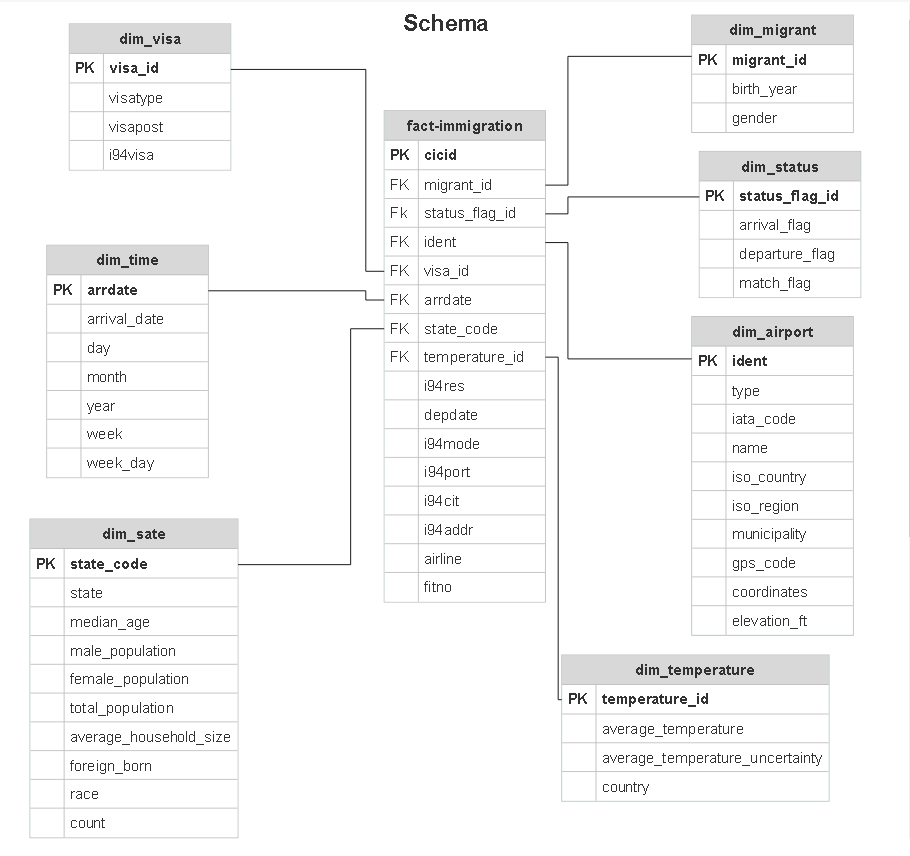 Schema
dim_visa
PK visa_id
visatype
visapost
i94visa
dim_time
PK arrdate
arrival_date
day
month
year
week
week_day
dim_sate
PK state_code
state
median_age
male_population
female_population
total_population
average_household_size
foreign_born
race
count
fact-immigration
PK cicid
FK migrant_id
Fk status_flag_id
FK ident
FK visa_id
FK arrdate
FK state_code
FK temperature_id
i94res
depdate
i94mode
i94port
i94cit
i94addr
airline
fitno
dim_migrant
PK migrant_id
birth_year
gender
dim_status
PK status_flag_id
arrival_flag
departure_flag
match_flag
dim_airport
PK ident
type
iata_code
name
iso_country
iso_region
municipality
gps_code
coordinates
elevation_ft
dim_temperature
PK temperature_id
average_temperature
average_temperature_uncertainty
country